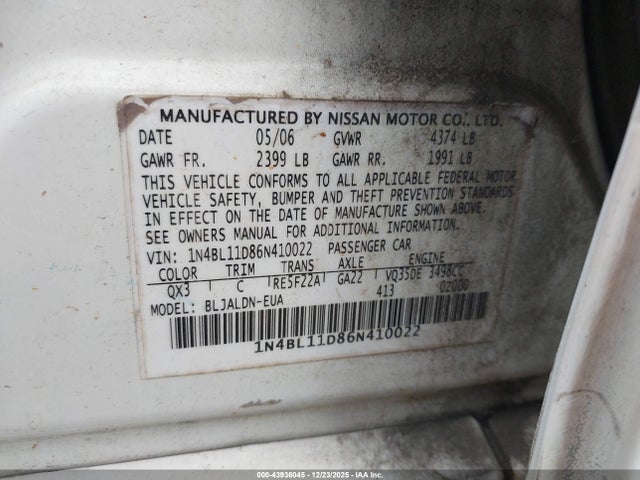 MANUFACTURED BY NISSAN MOTOR CO., LTD.
DATE 05/06 GVWR 4374 LB
GAWR FR. 2399 LB GAWR RR. 1991 LB
THIS VEHICLE CONFORMS TO ALL APPLICABLE FEDERAL MOTOR
VEHICLE SAFETY, BUMPER AND THEFT PREVENTION STANDARDS
IN EFFECT ON THE DATE OF MANUFACTURE SHOWN ABOVE.
SEE OWNERS MANUAL FOR ADDITIONAL INFORMATION.
VIN: 1N4BL11D86N410022 PASSENGER CAR
COLOR TRIM TRANS AXLE ENGINE
QX3 C RE5F22A GA22 VQ35DE 3498CC
MODEL: BLJALDN-EUA 413 0Z000
1N4BL11D86N410022
000-43936045 - 12/23/2025 - IAA Inc.